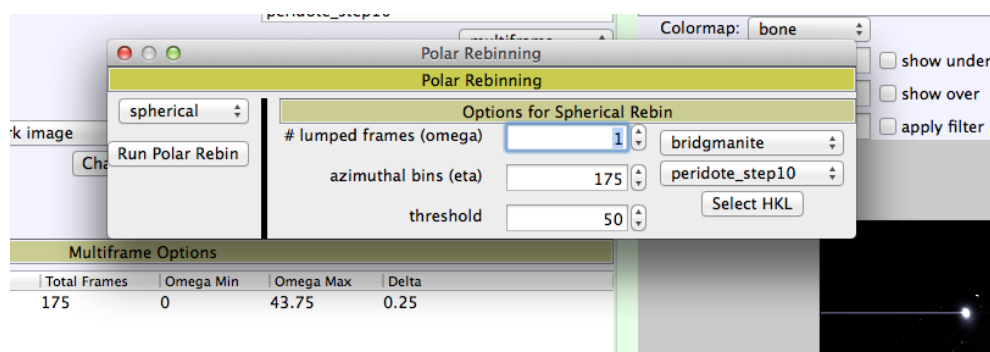 peridote_step10
multiframe
Colormap: bone
Polar Rebinning
show under
Polar Rebinning
show over
spherical
Options for Spherical Rebin
apply filter
rk image
# lumped frames (omega) 1
bridgmanite
Run Polar Rebin
Cha
azimuthal bins (eta) 175
peridote_step10
Select HKL
threshold 50
Multiframe Options
Total Frames Omega Min Omega Max Delta
175 0 43.75 0.25